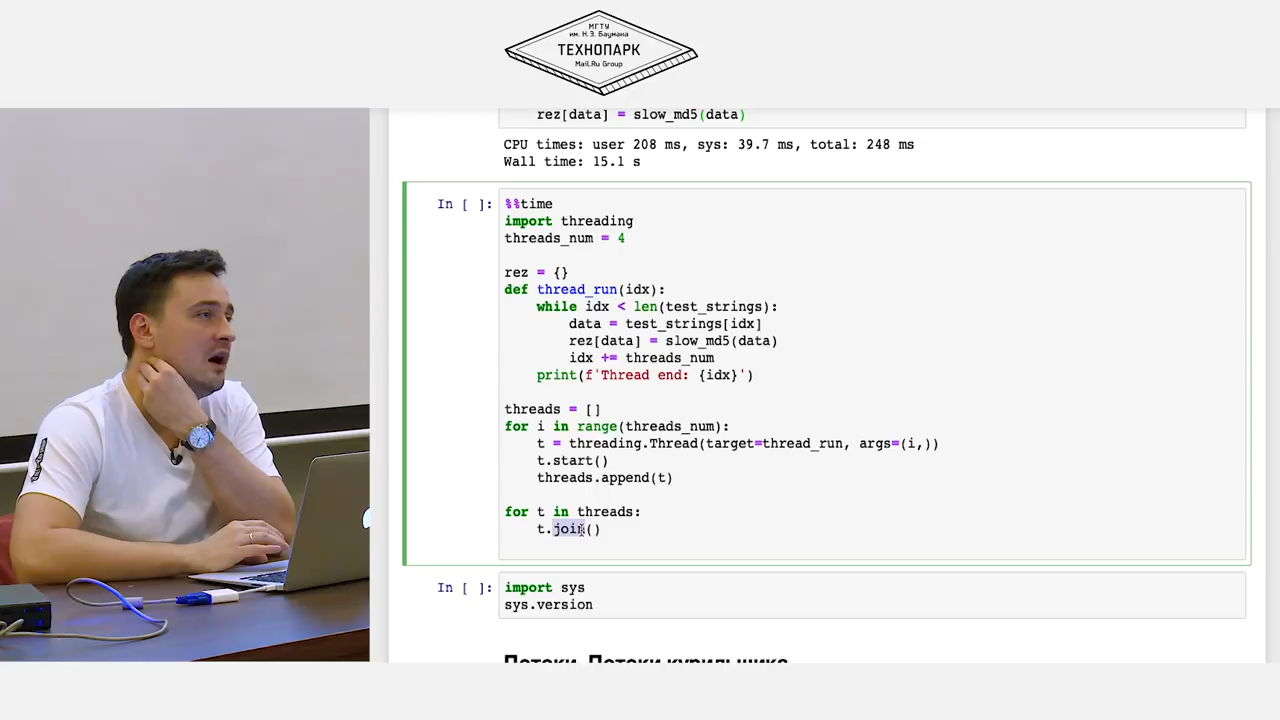 МГТУ
им. Н.Э. Баумана
ТЕХНОПАРК
Mail.Ru Group
rez[data] = slow_md5(data)
CPU times: user 208 ms, sys: 39.7 ms, total: 248 ms
Wall time: 15.1 s
In [ ]:
%%time
import threading
threads_num = 4
rez = {}
def thread_run(idx):
    while idx < len(test_strings):
        data = test_strings[idx]
        rez[data] = slow_md5(data)
        idx += threads_num
    print(f'Thread end: {idx}')
threads = []
for i in range(threads_num):
    t = threading.Thread(target=thread_run, args=(i,))
    t.start()
    threads.append(t)
for t in threads:
    t.join()
In [ ]:
import sys
sys.version
Потоки. Потоки курильщика